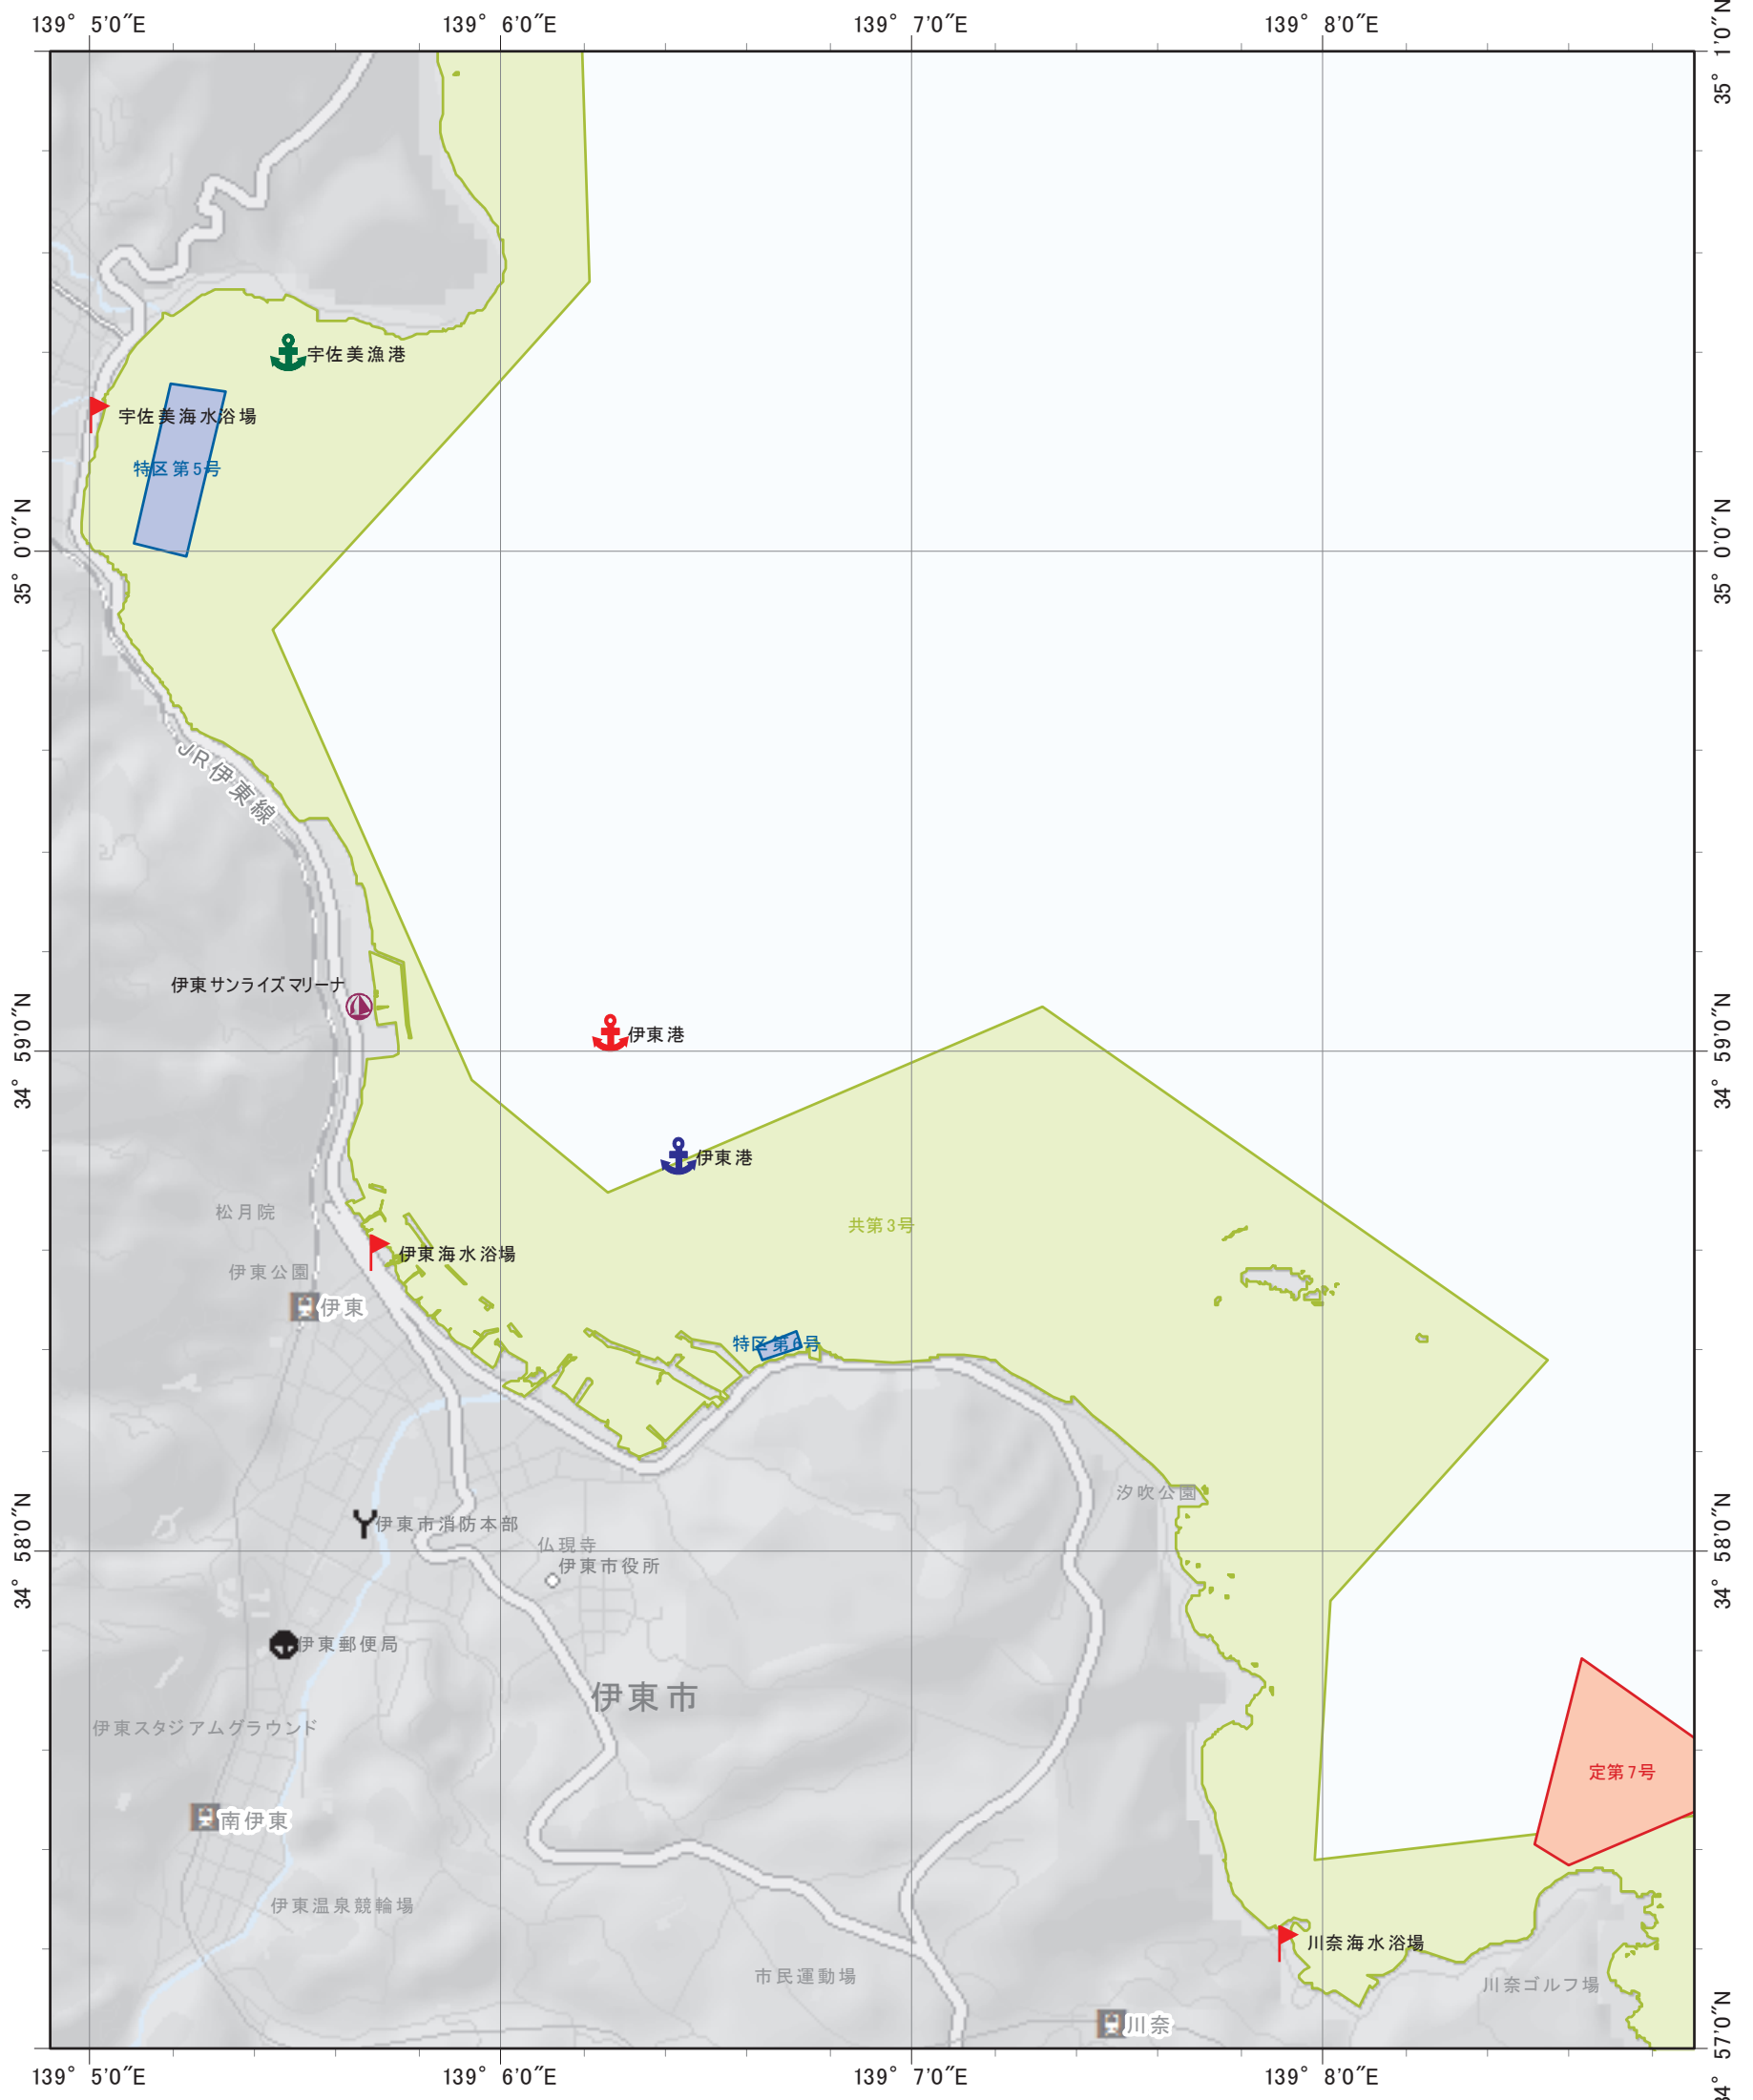 139° 5′0″E
139° 6′0″E
139° 7′0″E
139° 8′0″E
35° 1′0″N
宇佐美漁港
宇佐美海水浴場
特区第5号
35° 0′0″N
35° 0′0″N
JR伊東線
伊東サンライズマリーナ
伊東港
34° 59′0″N
34° 59′0″N
伊東港
松月院
共第3号
伊東海水浴場
伊東公園
伊東
特区第6号
汐吹公園
伊東市消防本部
仏現寺
伊東市役所
34° 58′0″N
34° 58′0″N
伊東郵便局
伊東市
伊東スタジアムグラウンド
定第7号
南伊東
伊東温泉競輪場
川奈海水浴場
市民運動場
川奈ゴルフ場
川奈
34° 57′0″N
139° 5′0″E
139° 6′0″E
139° 7′0″E
139° 8′0″E